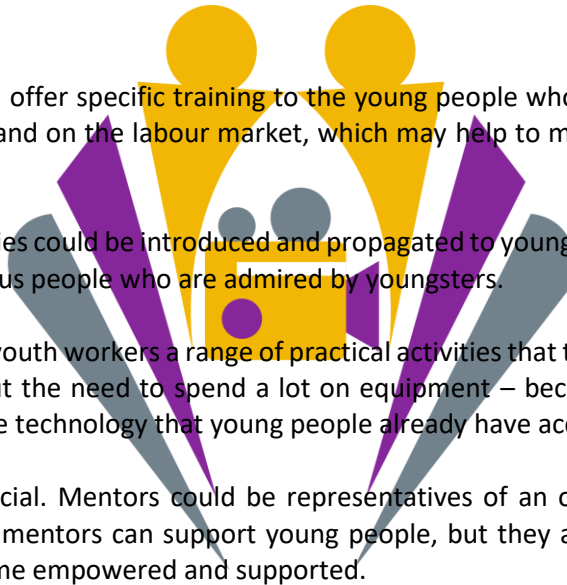 offer specific training to the young people who
and on the labour market, which may help to m
ies could be introduced and propagated to young
us people who are admired by youngsters.
youth workers a range of practical activities that t
ut the need to spend a lot on equipment – bec
e technology that young people already have acc
cial. Mentors could be representatives of an o
mentors can support young people, but they a
me empowered and supported.